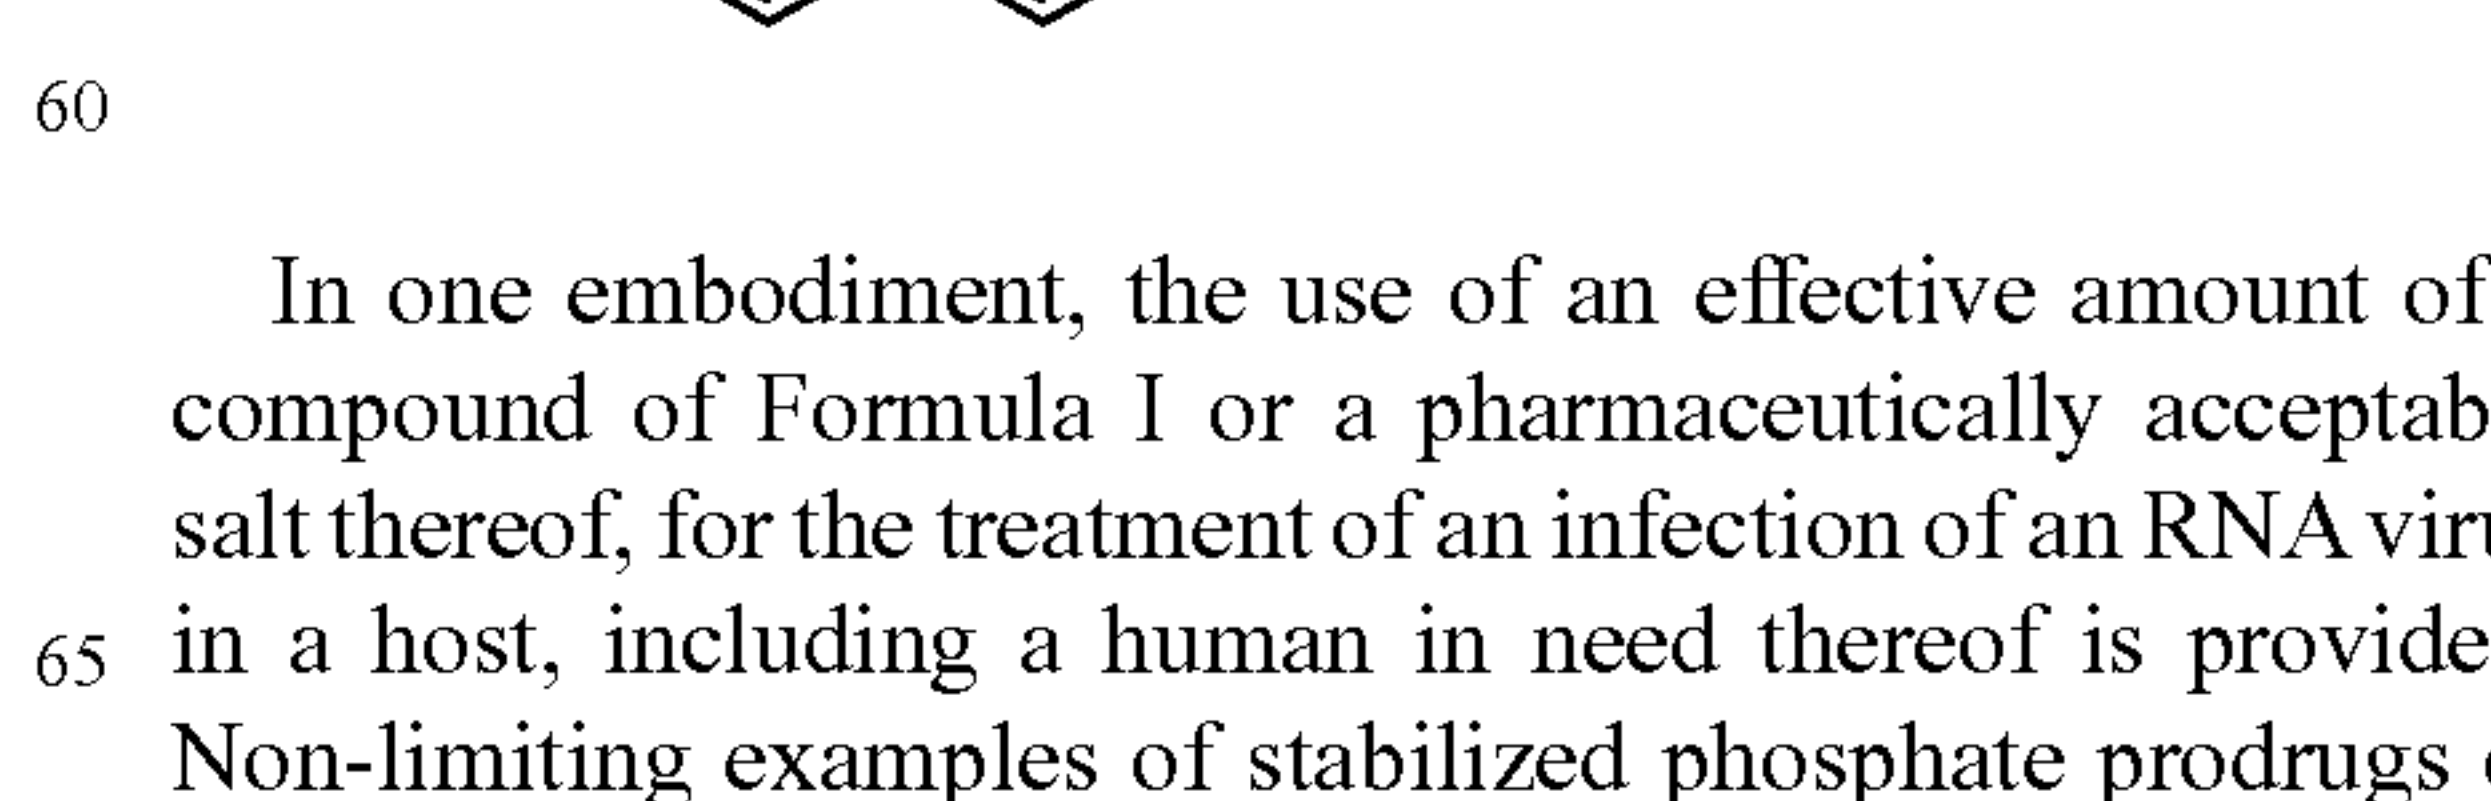 60
In one embodiment, the use of an effective amount of
compound of Formula I or a pharmaceutically acceptab
salt thereof, for the treatment of an infection of an RNA viru
in a host, including a human in need thereof is provide
65
Non-limiting examples of stabilized phosphate prodrugs